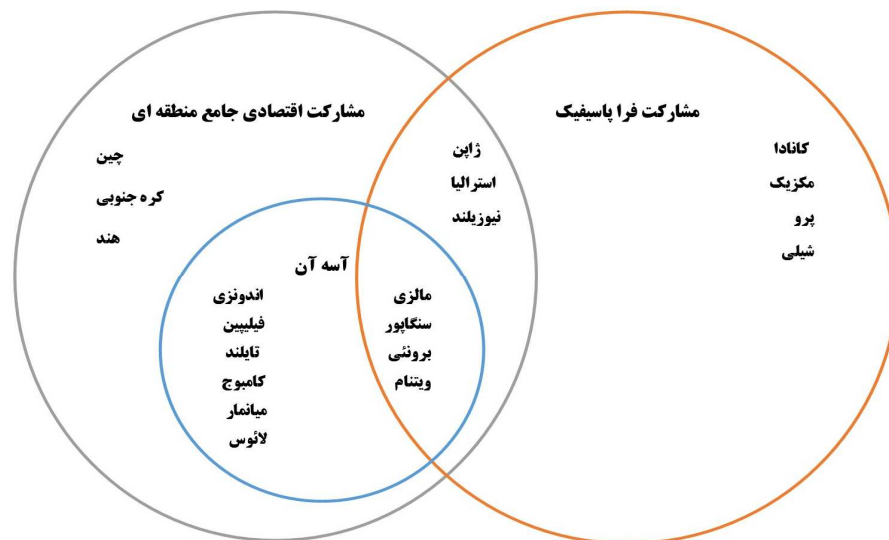 مشارکت فرا پاسیفیک
مشارکت اقتصادی جامع منطقه ای
کانادا
مکزیک
پرو
شیلی
ژاپن
استرالیا
نیوزیلند
چین
کره جنوبی
هند
آسه آن
مالزی
سنگاپور
برونئی
ویتنام
اندونزی
فیلیپین
تایلند
کامبوج
میانمار
لائوس